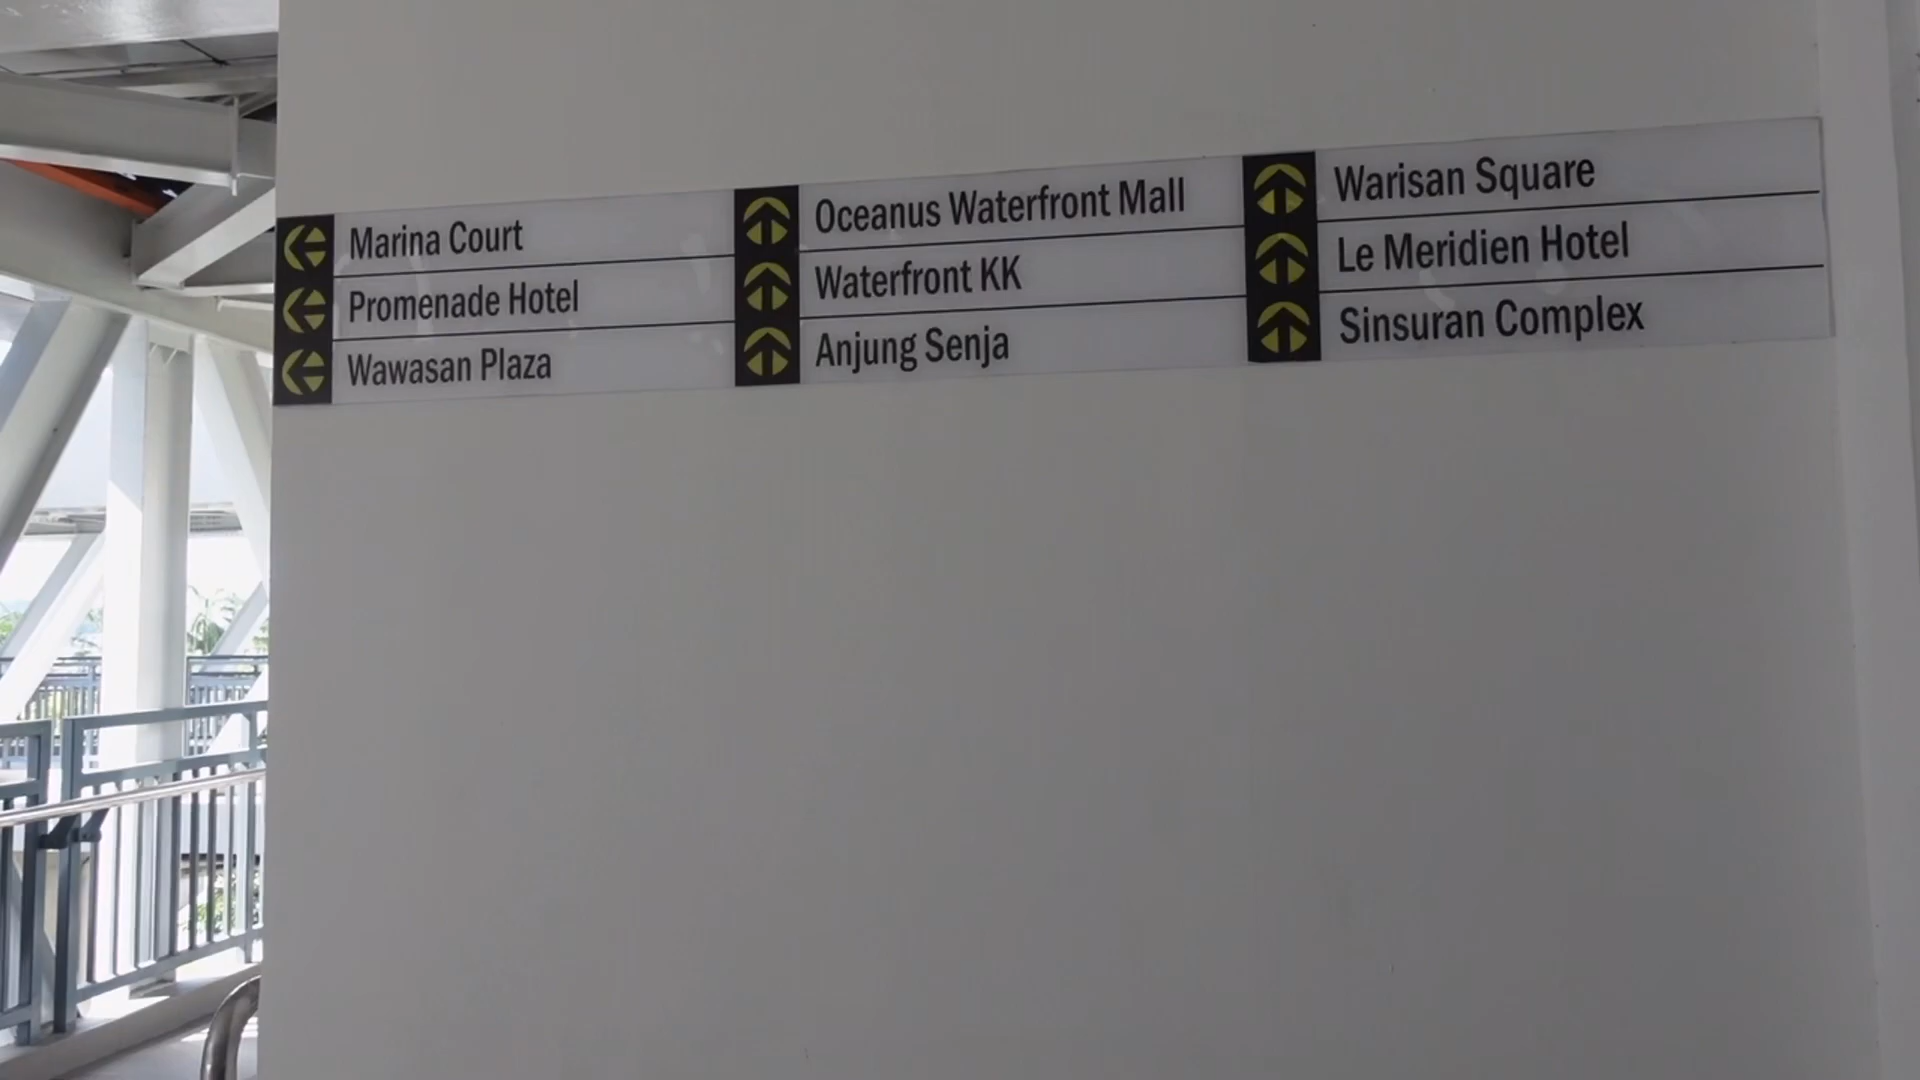 Marina Court
Promenade Hotel
Wawasan Plaza
Oceanus Waterfront Mall
Waterfront KK
Anjung Senja
Warisan Square
Le Meridien Hotel
Sinsuran Complex